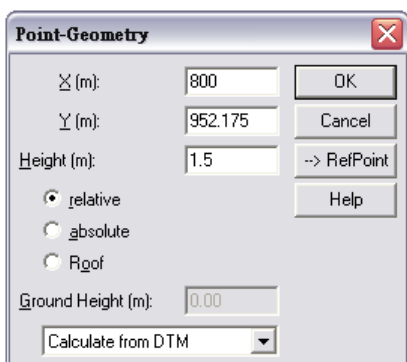 Point-Geometry
X (m): 800 OK
Y (m): 952.175 Cancel
Height (m): 1.5 --> RefPoint
relative Help
absolute
Roof
Ground Height (m): 0.00
Calculate from DTM